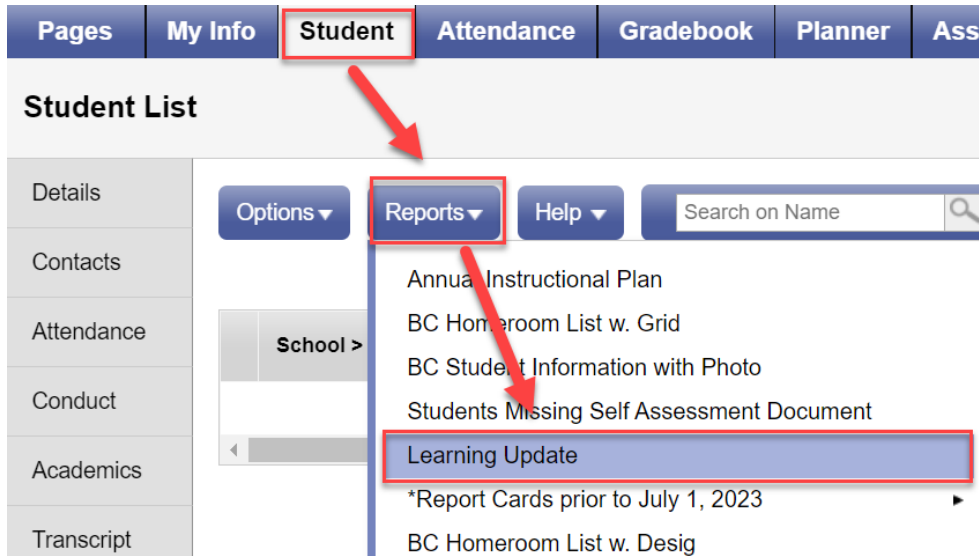 Pages My Info Student Attendance Gradebook Planner Ass
Student List
Details
Contacts
Attendance
Conduct
Academics
Transcript
Options Reports Help Search on Name
School >
Annual Instructional Plan
BC Homeroom List w. Grid
BC Student Information with Photo
Students Missing Self Assessment Document
Learning Update
*Report Cards prior to July 1, 2023
BC Homeroom List w. Desig